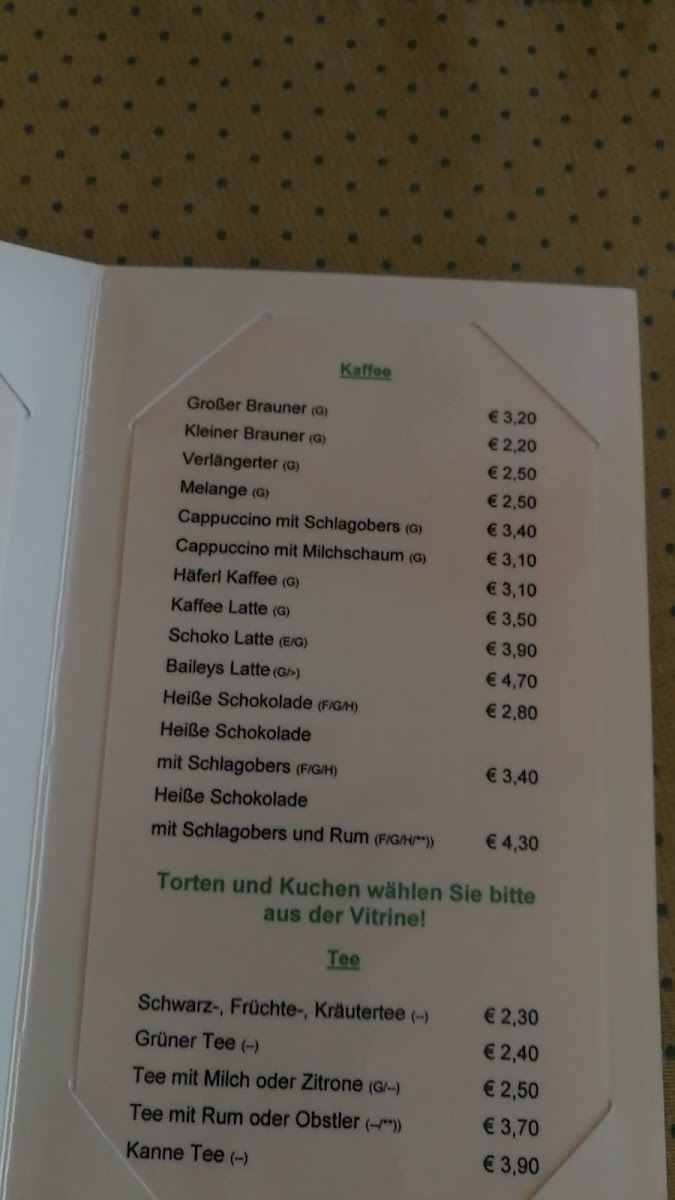 Kaffee
Großer Brauner (G) € 3,20
Kleiner Brauner (G) € 2,20
Verlängerter (G) € 2,50
Melange (G) € 2,50
Cappuccino mit Schlagobers (G) € 3,40
Cappuccino mit Milchschaum (G) € 3,10
Häferl Kaffee (G) € 3,10
Kaffee Latte (G) € 3,50
Schoko Latte (E/G) € 3,90
Baileys Latte (G/>) € 4,70
Heiße Schokolade (F/G/H) € 2,80
Heiße Schokolade
mit Schlagobers (F/G/H) € 3,40
Heiße Schokolade
mit Schlagobers und Rum (F/G/H/**)) € 4,30
Torten und Kuchen wählen Sie bitte
aus der Vitrine!
Tee
Schwarz-, Früchte-, Kräutertee (--) € 2,30
Grüner Tee (--) € 2,40
Tee mit Milch oder Zitrone (G/--) € 2,50
Tee mit Rum oder Obstler (--/**)) € 3,70
Kanne Tee (--) € 3,90